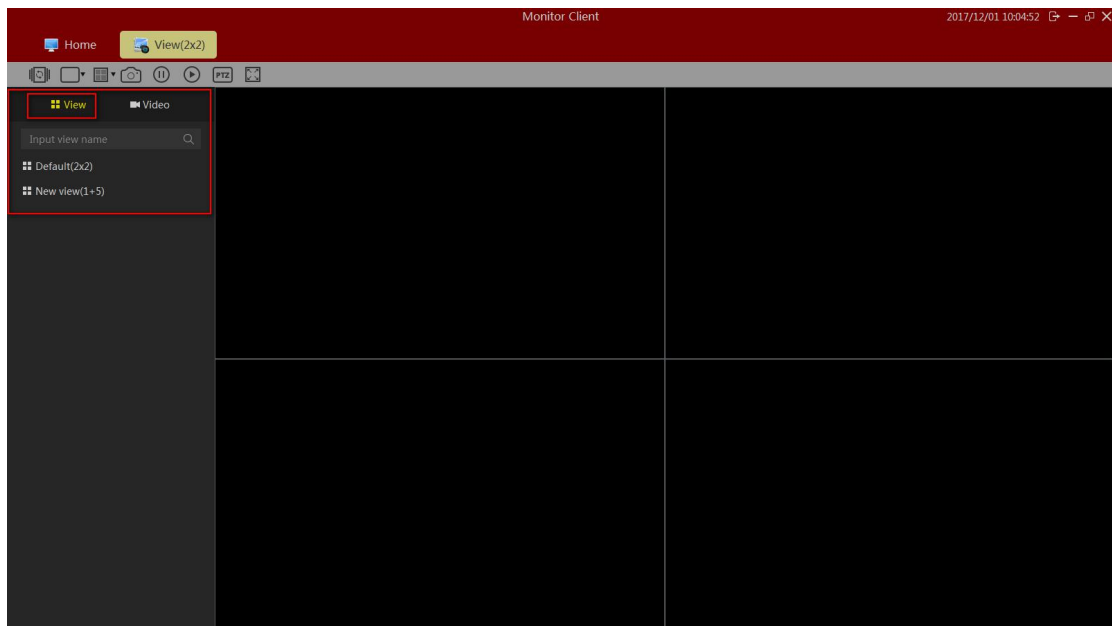 Monitor Client
2017/12/01 10:04:52
Home
View(2x2)
PTZ
View
Video
Input view name
Default(2x2)
New view(1+5)